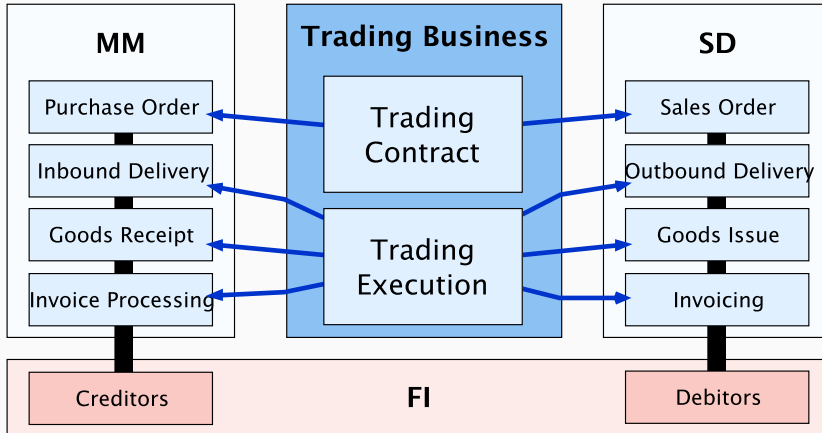 MM
Purchase Order
Inbound Delivery
Goods Receipt
Invoice Processing
Trading Business
Trading
Contract
Trading
Execution
SD
Sales Order
Outbound Delivery
Goods Issue
Invoicing
Creditors
FI
Debitors